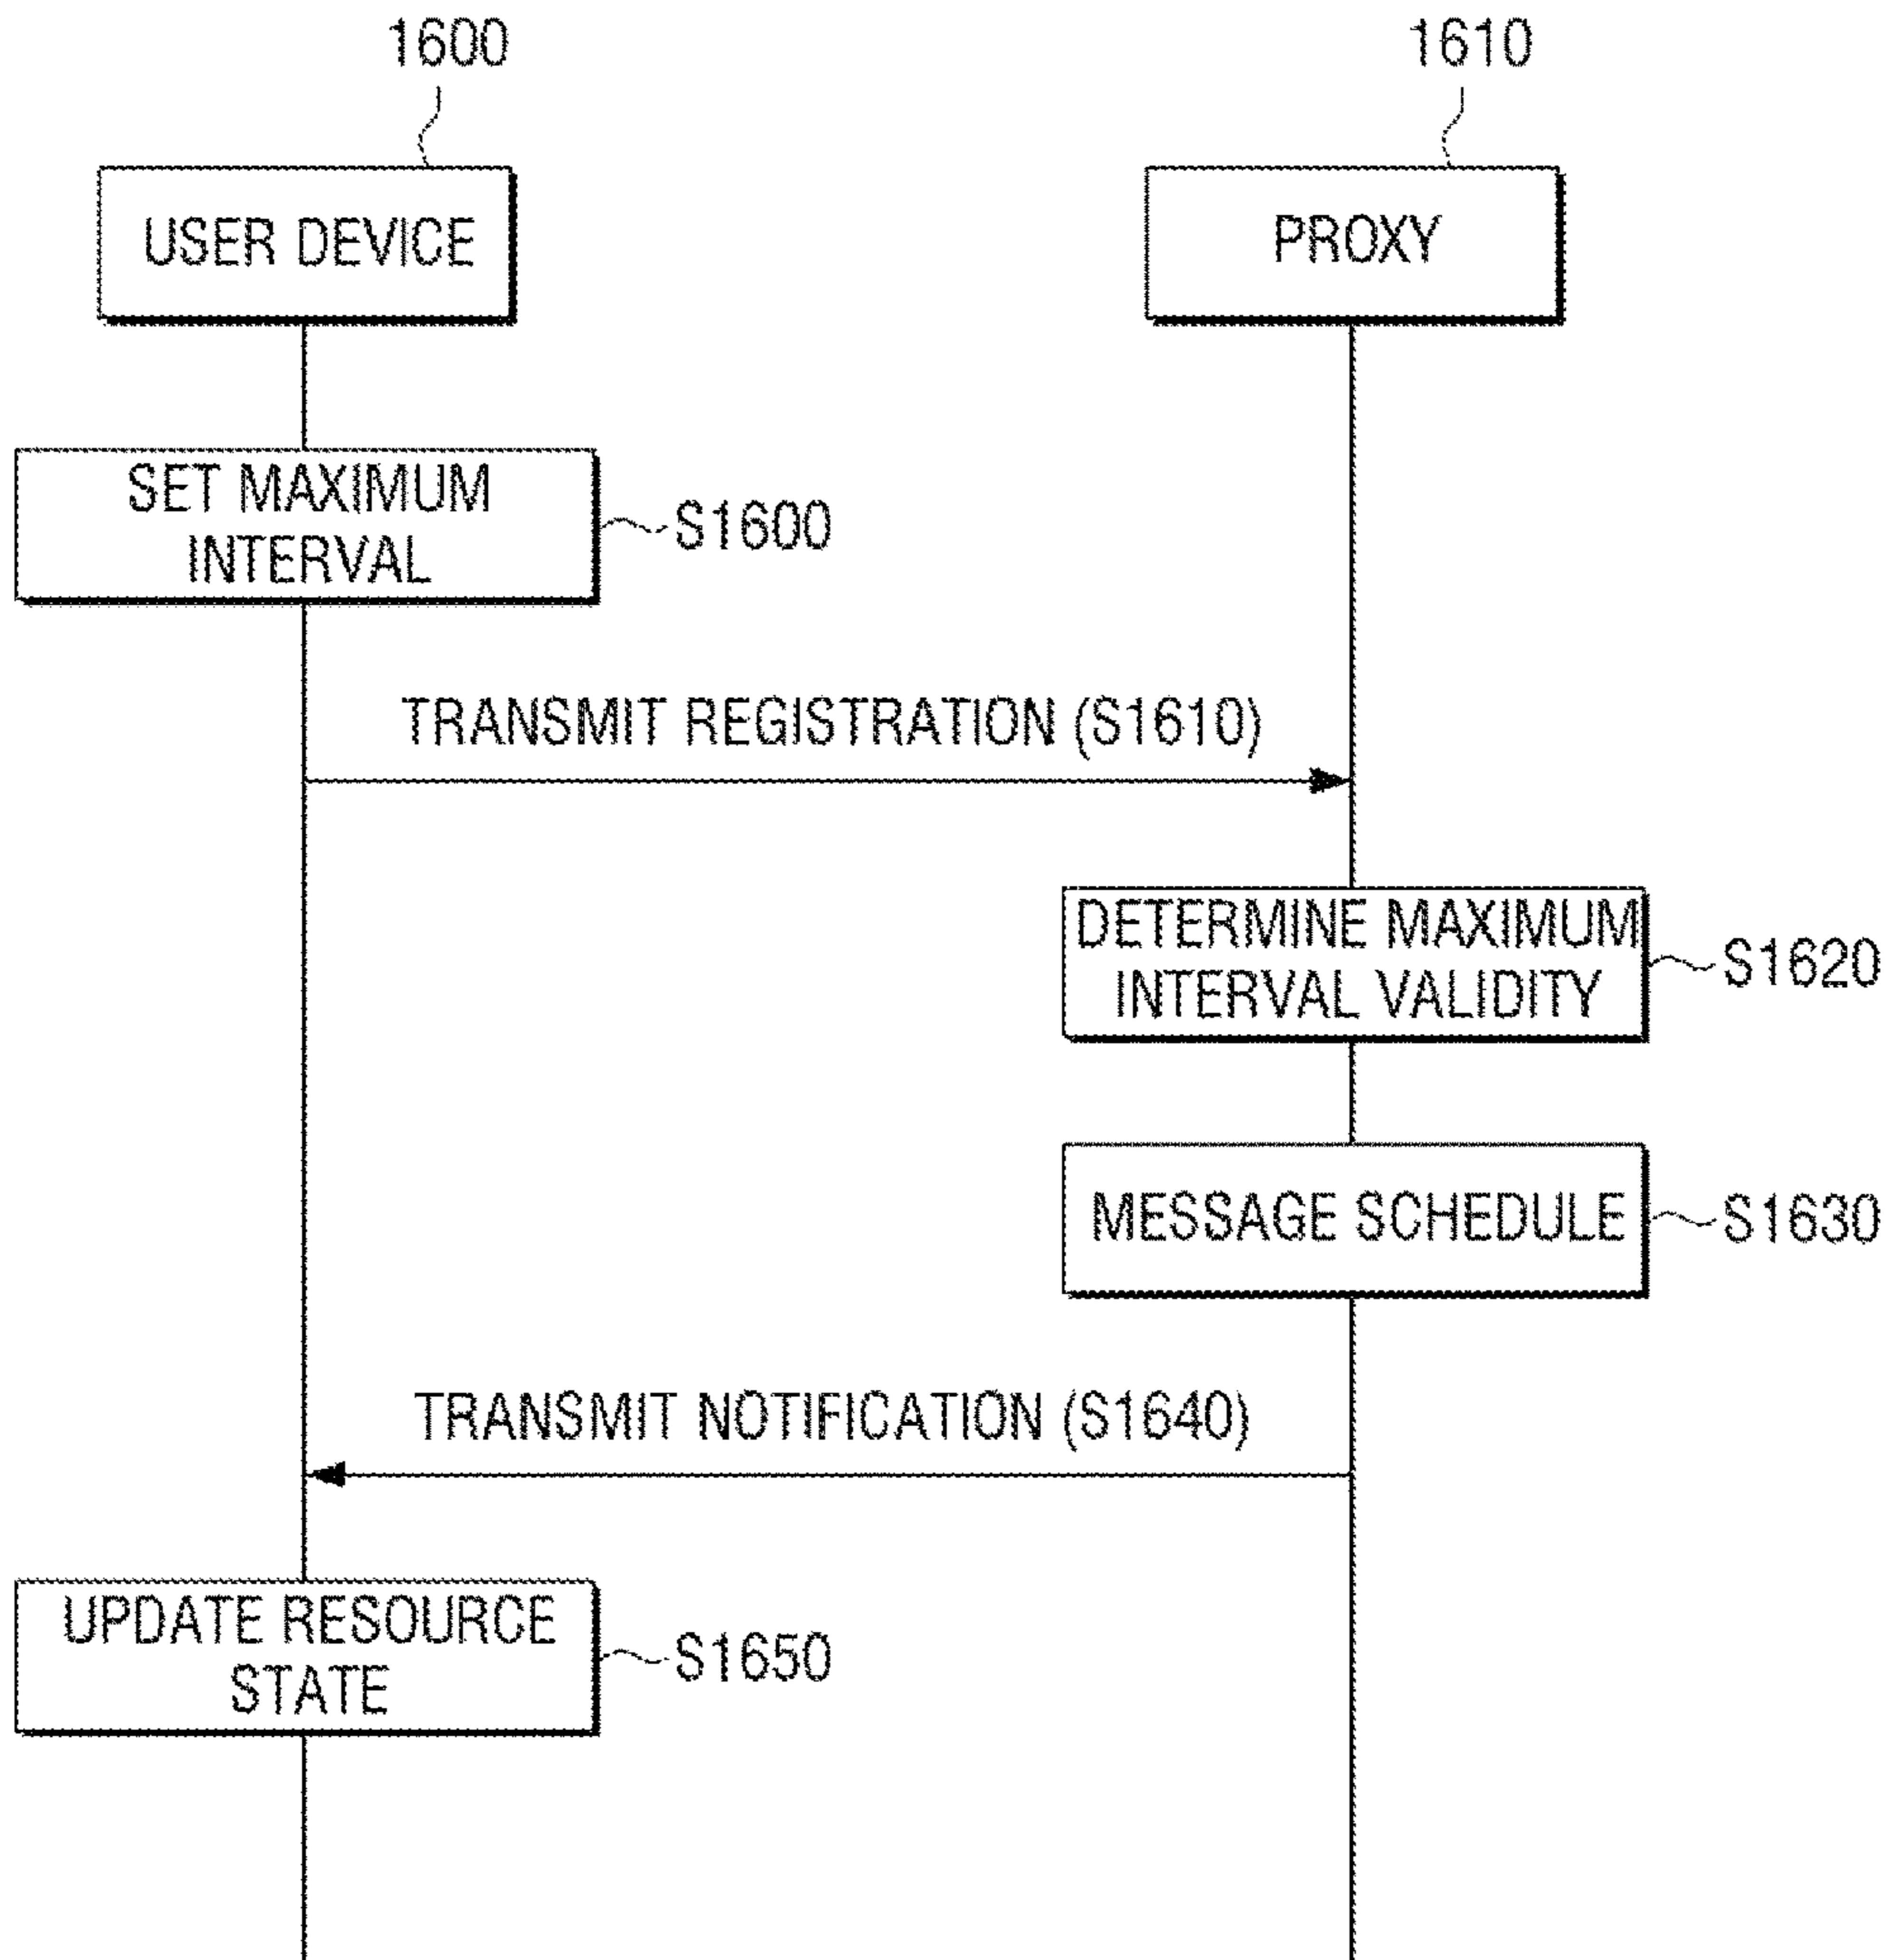 1600
1610
USER DEVICE
PROXY
SET MAXIMUM
INTERVAL
S1600
TRANSMIT REGISTRATION (S1610)
DETERMINE MAXIMUM
INTERVAL VALIDITY
S1620
MESSAGE SCHEDULE
S1630
TRANSMIT NOTIFICATION (S1640)
UPDATE RESOURCE
STATE
S1650